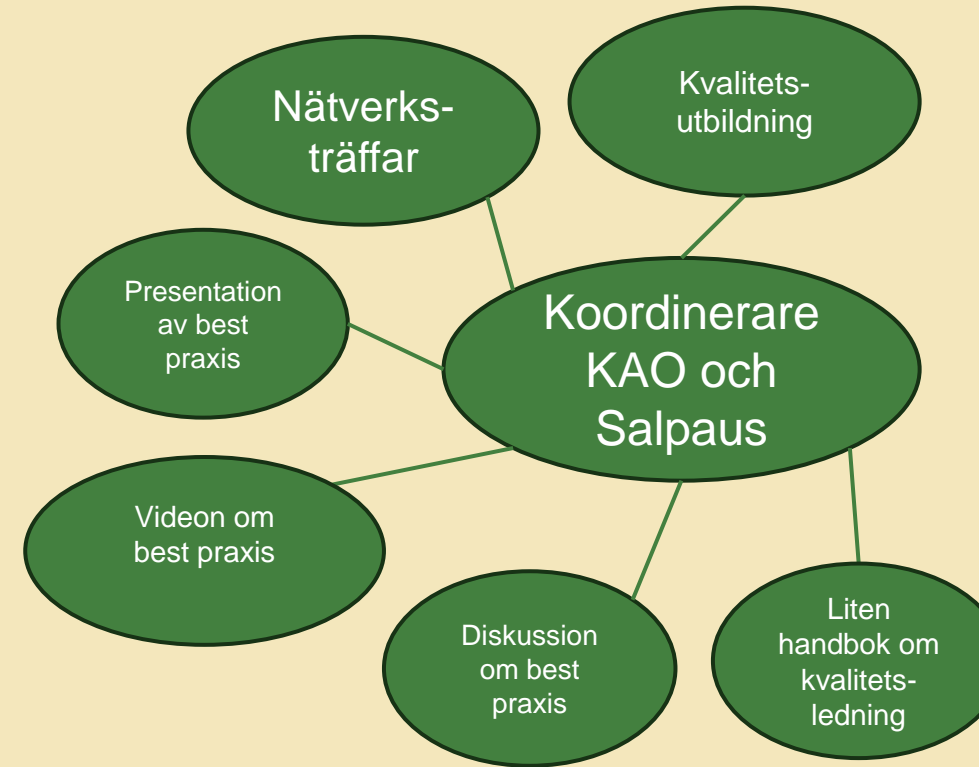 Nätverks-
träffar
Kvalitets-
utbildning
Presentation
av best
praxis
Koordinerare
KAO och
Salpaus
Videon om
best praxis
Diskussion
om best
praxis
Liten
handbok om
kvalitets-
ledning